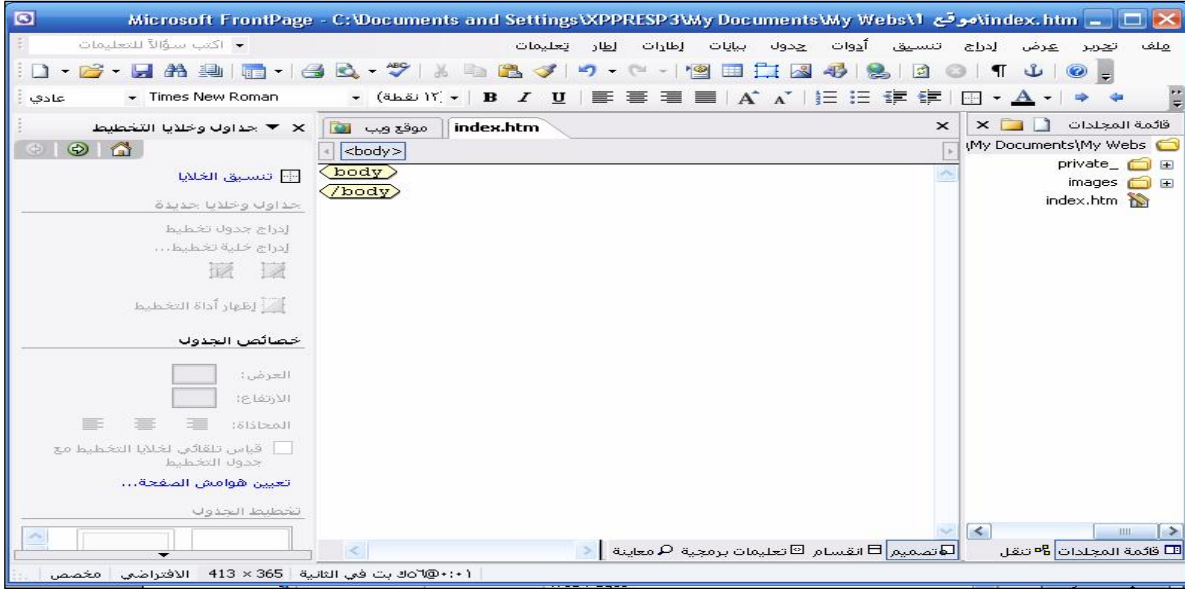 Microsoft FrontPage - C:\Documents and Settings\XPPRESP3\My Documents\My Webs\1 موقع\index.htm
ملف تحرير عرض إدراج تنسيق أدوات جدول بيانات إطارات إطار تعليمات
اكتب سؤالاً للتعليمات
عادي Times New Roman (١٢ نقطة) B I U
قائمة المجلدات
My Documents\My Webs\
_private
images
index.htm
موقع ويب index.htm
<body>
body
/body
جداول وخلايا التخطيط
تنسيق الخلايا
جداول وخلايا جديدة
إدراج جدول تخطيط
إدراج خلية تخطيط...
إظهار أداة التخطيط
خصائص الجدول
العرض:
الارتفاع:
المحاذاة:
قياس تلقائي لخلايا التخطيط مع
جدول التخطيط
تعيين هوامش الصفحة...
تخطيط الجدول
قائمة المجلدات تنقل
تصميم انقسام تعليمات برمجية معاينة
بت في الثانية 365 × 413 الافتراضي مخصص